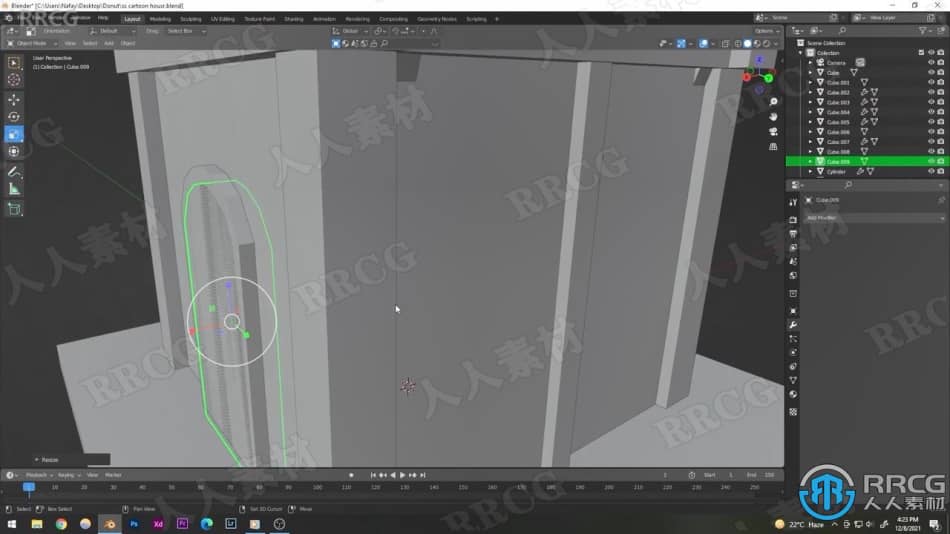 Blender* [C:\Users\Nafay\Desktop\Donut\ss cartoon house.blend]
Window Help Layout Modeling Sculpting UV Editing Texture Paint Shading Animation Rendering Compositing Geometry Nodes Scripting + Scene View Layer
Orientation: Default Drag: Select Box Global Options
Object Mode View Select Add Object
User Perspective
(1) Collection | Cube.009
Scene Collection
Collection
Camera
Cube
Cube.001
Cube.002
Cube.003
Cube.004
Cube.005
Cube.006
Cube.007
Cube.008
Cube.009
Cylinder
Cube.009
Add Modifier
Resize
Playback Keying View Marker 1 Start 1 End 250
1 10 20 30 40 50 60 70 80 90 100 110 120 130 140 150 160 170 180 190 200 210 220 230 240 250
Select Box Select Pan View Set 3D Cursor Move
22°C Haze 4:23 PM
12/8/2021
RRCG
人人素材